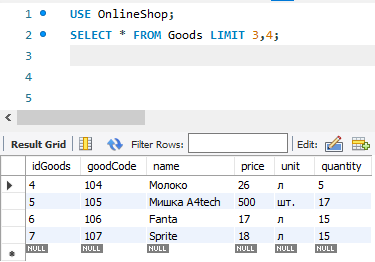 1 USE OnlineShop;
2 SELECT * FROM Goods LIMIT 3,4;
3
4
5
Result Grid Filter Rows: Edit:
idGoods goodCode name price unit quantity
4 104 Молоко 26 л 5
5 105 Мишка A4tech 500 шт. 17
6 106 Fanta 17 л 15
7 107 Sprite 18 л 15
NULL NULL NULL NULL NULL NULL